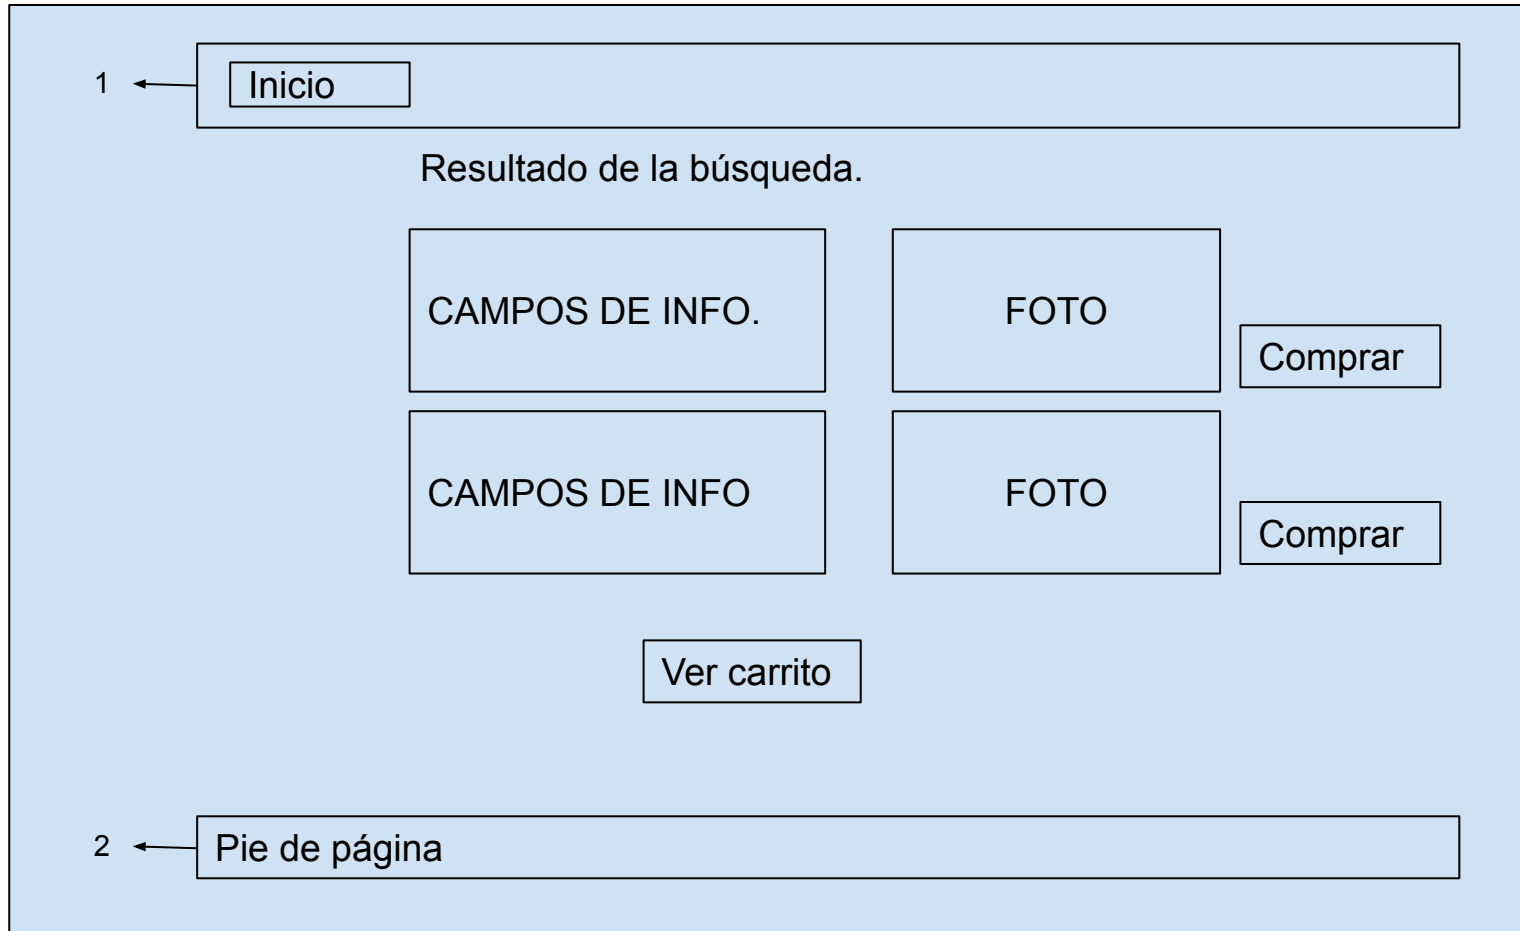 1
Inicio
Resultado de la búsqueda.
CAMPOS DE INFO.
FOTO
Comprar
CAMPOS DE INFO
FOTO
Comprar
Ver carrito
2
Pie de página